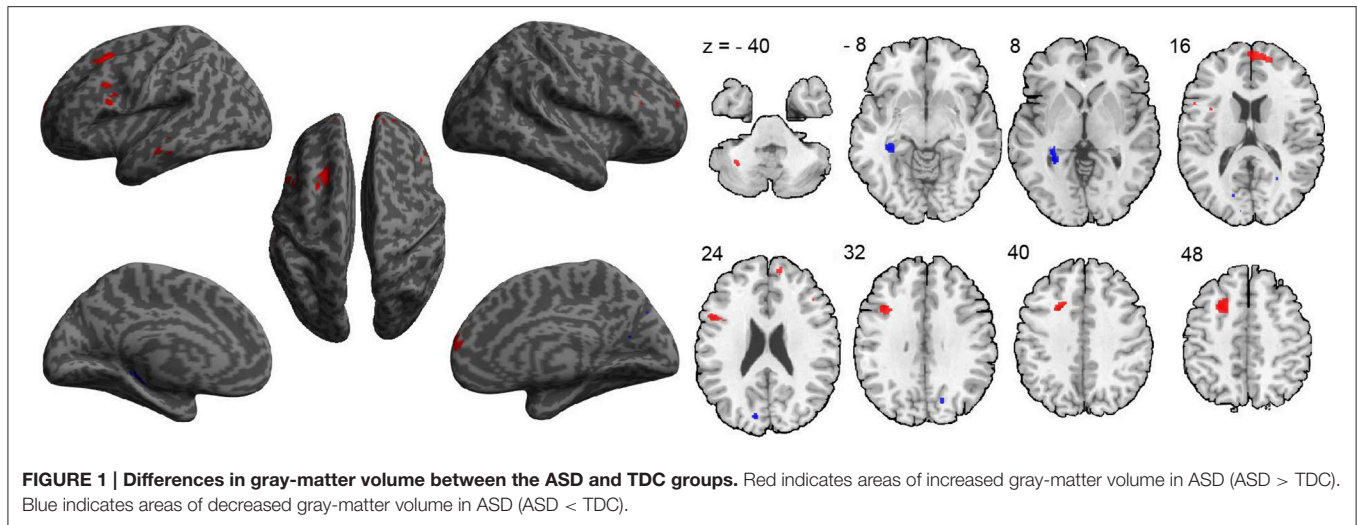 z = - 40
- 8
8
16
24
32
40
48
FIGURE 1 | Differences in gray-matter volume between the ASD and TDC groups. Red indicates areas of increased gray-matter volume in ASD (ASD > TDC).
Blue indicates areas of decreased gray-matter volume in ASD (ASD < TDC).